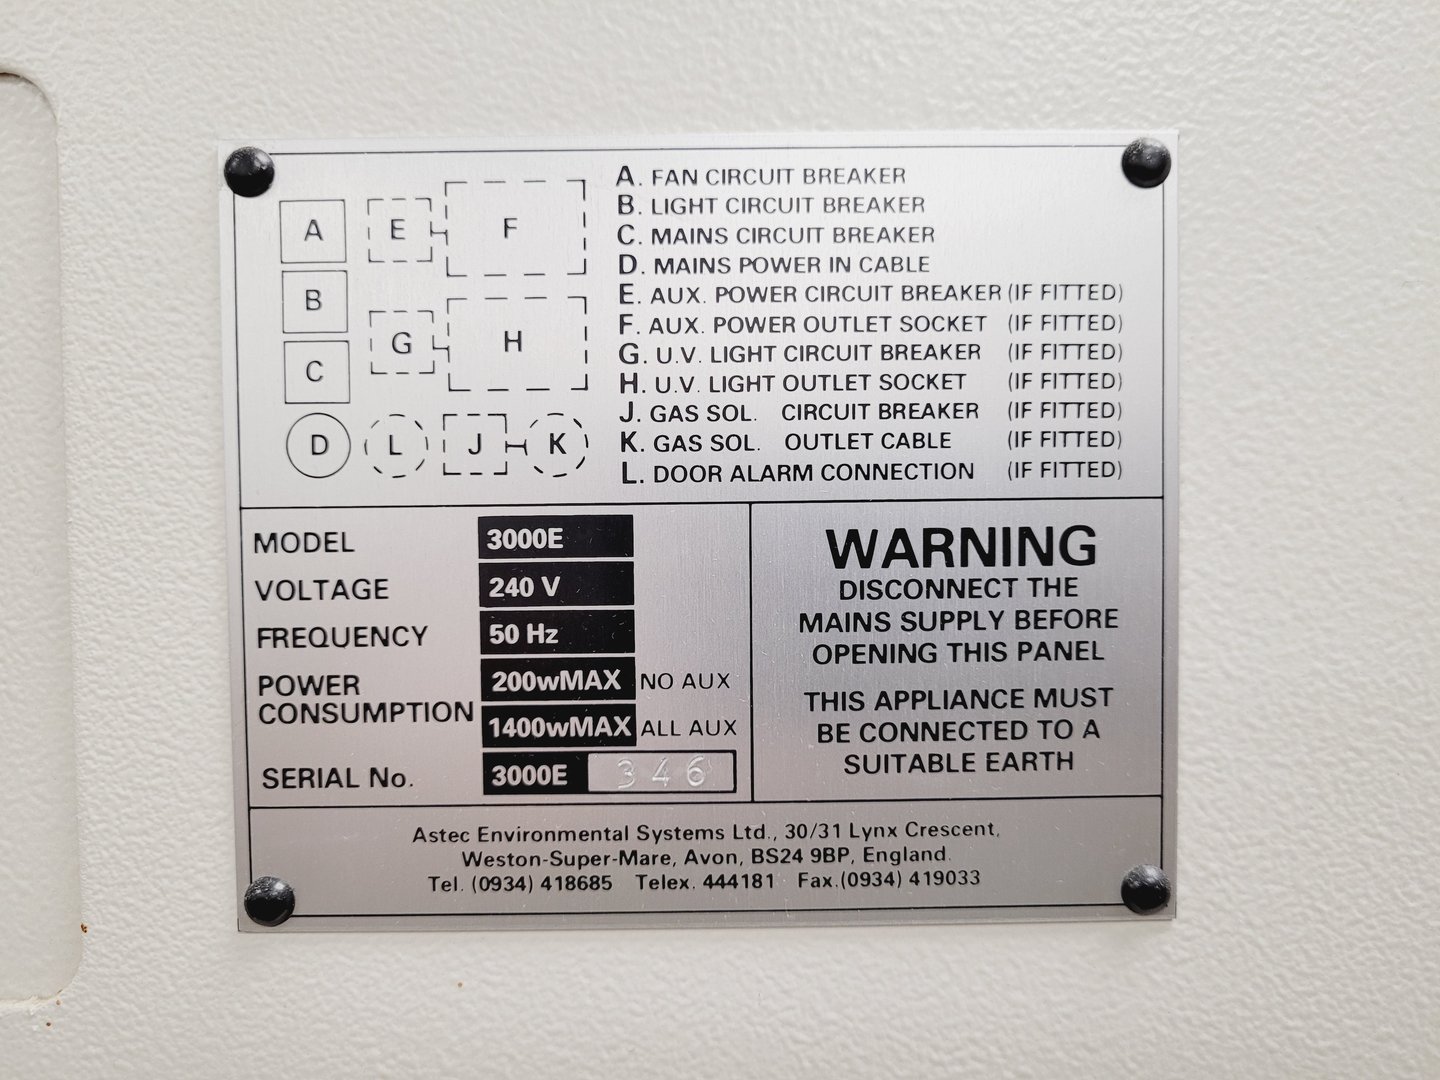 A
E
F
B
G
H
C
D
L
J
K
A. FAN CIRCUIT BREAKER
B. LIGHT CIRCUIT BREAKER
C. MAINS CIRCUIT BREAKER
D. MAINS POWER IN CABLE
E. AUX. POWER CIRCUIT BREAKER (IF FITTED)
F. AUX. POWER OUTLET SOCKET (IF FITTED)
G. U.V. LIGHT CIRCUIT BREAKER (IF FITTED)
H. U.V. LIGHT OUTLET SOCKET (IF FITTED)
J. GAS SOL. CIRCUIT BREAKER (IF FITTED)
K. GAS SOL. OUTLET CABLE (IF FITTED)
L. DOOR ALARM CONNECTION (IF FITTED)
MODEL 3000E
VOLTAGE 240 V
FREQUENCY 50 Hz
POWER CONSUMPTION 200wMAX NO AUX
1400wMAX ALL AUX
SERIAL No. 3000E 346
WARNING
DISCONNECT THE
MAINS SUPPLY BEFORE
OPENING THIS PANEL
THIS APPLIANCE MUST
BE CONNECTED TO A
SUITABLE EARTH
Astec Environmental Systems Ltd., 30/31 Lynx Crescent,
Weston-Super-Mare, Avon, BS24 9BP, England.
Tel. (0934) 418685 Telex. 444181 Fax.(0934) 419033